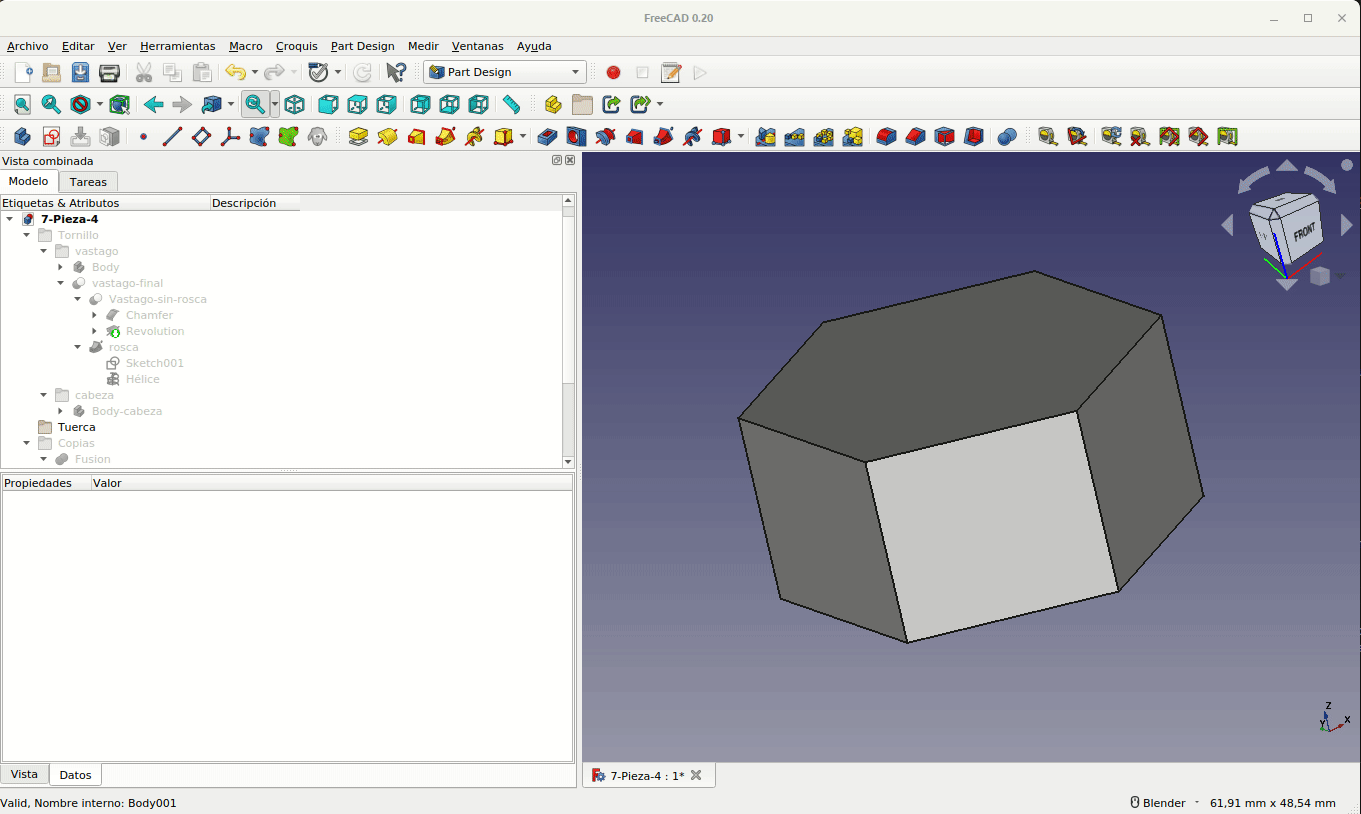 FreeCAD 0.20
Archivo Editar Ver Herramientas Macro Croquis Part Design Medir Ventanas Ayuda
Part Design
Vista combinada
Modelo Tareas
Etiquetas & Atributos Descripción
7-Pieza-4
Tornillo
vastago
Body
vastago-final
Vastago-sin-rosca
Chamfer
Revolution
rosca
Sketch001
Hélice
cabeza
Body-cabeza
Tuerca
Copias
Fusion
Propiedades Valor
FRONT
Z
X
Y
Vista Datos
7-Pieza-4 : 1*
Valid, Nombre interno: Body001
Blender - 61,91 mm x 48,54 mm